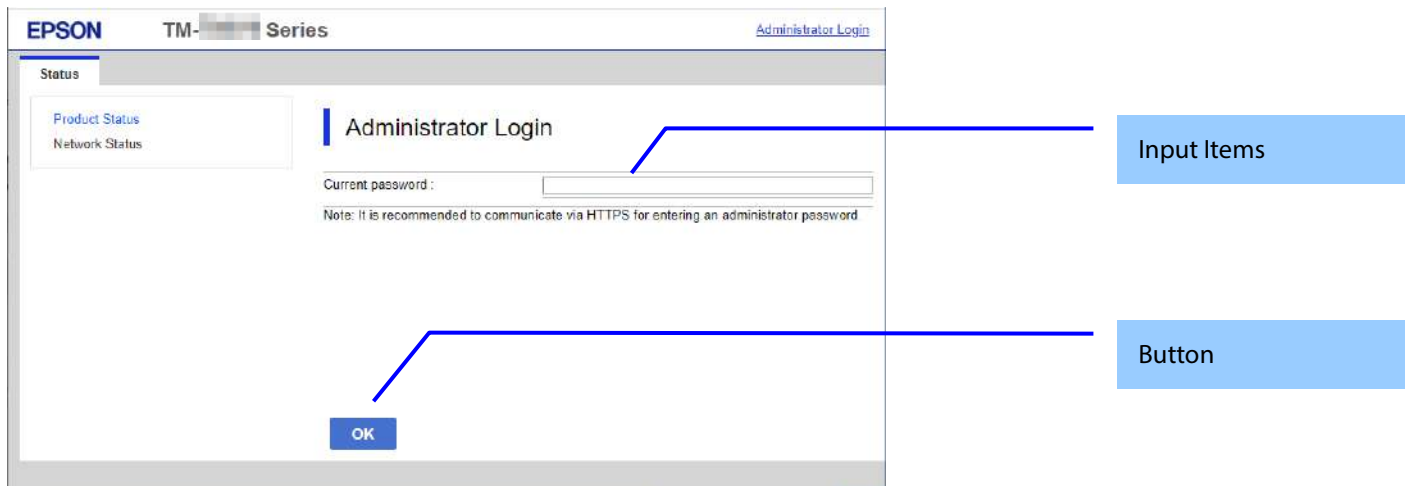 EPSON TM- Series Administrator Login
Status
Product Status
Network Status
Administrator Login
Current password :
Note: It is recommended to communicate via HTTPS for entering an administrator password
OK
Input Items
Button